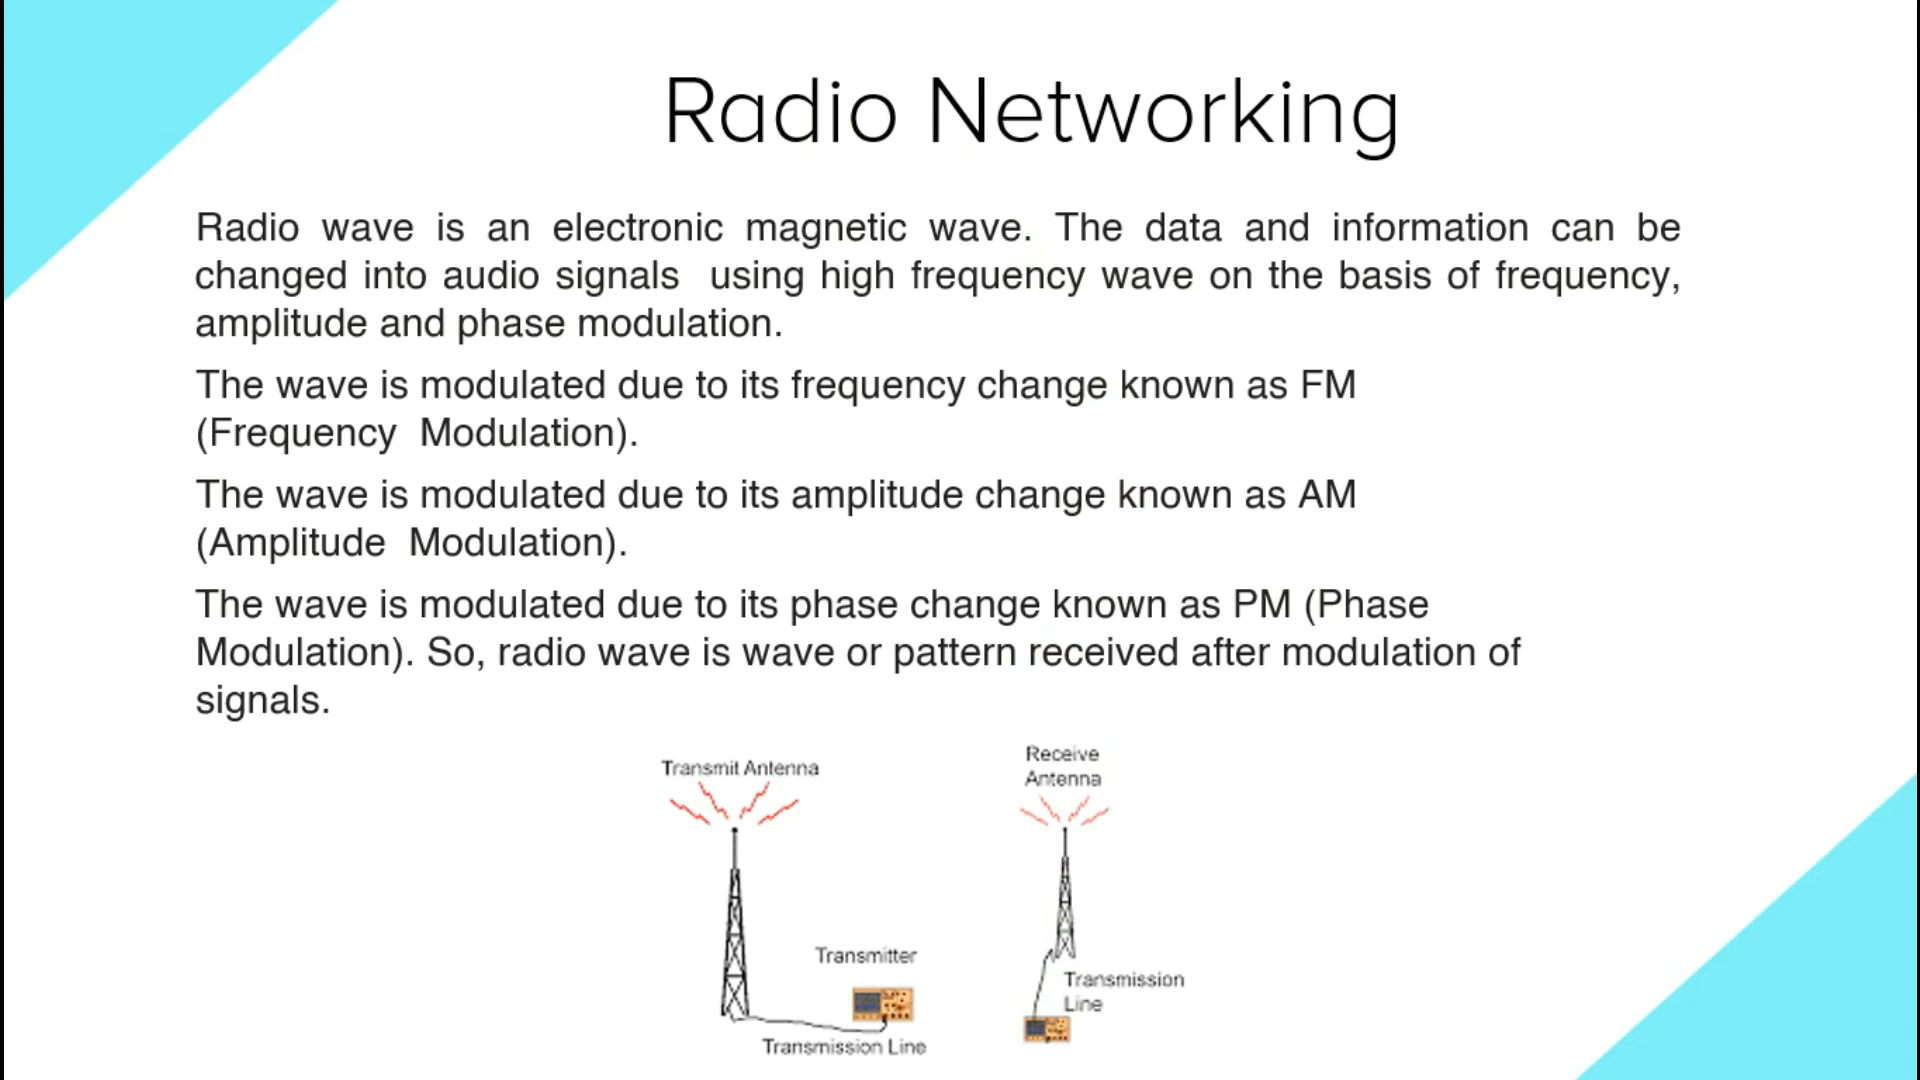 Radio Networking
Radio wave is an electronic magnetic wave. The data and information can be
changed into audio signals using high frequency wave on the basis of frequency,
amplitude and phase modulation.
The wave is modulated due to its frequency change known as FM
(Frequency Modulation).
The wave is modulated due to its amplitude change known as AM
(Amplitude Modulation).
The wave is modulated due to its phase change known as PM (Phase
Modulation). So, radio wave is wave or pattern received after modulation of
signals.
Transmit Antenna
Receive
Antenna
Transmitter
Transmission
Line
Transmission Line